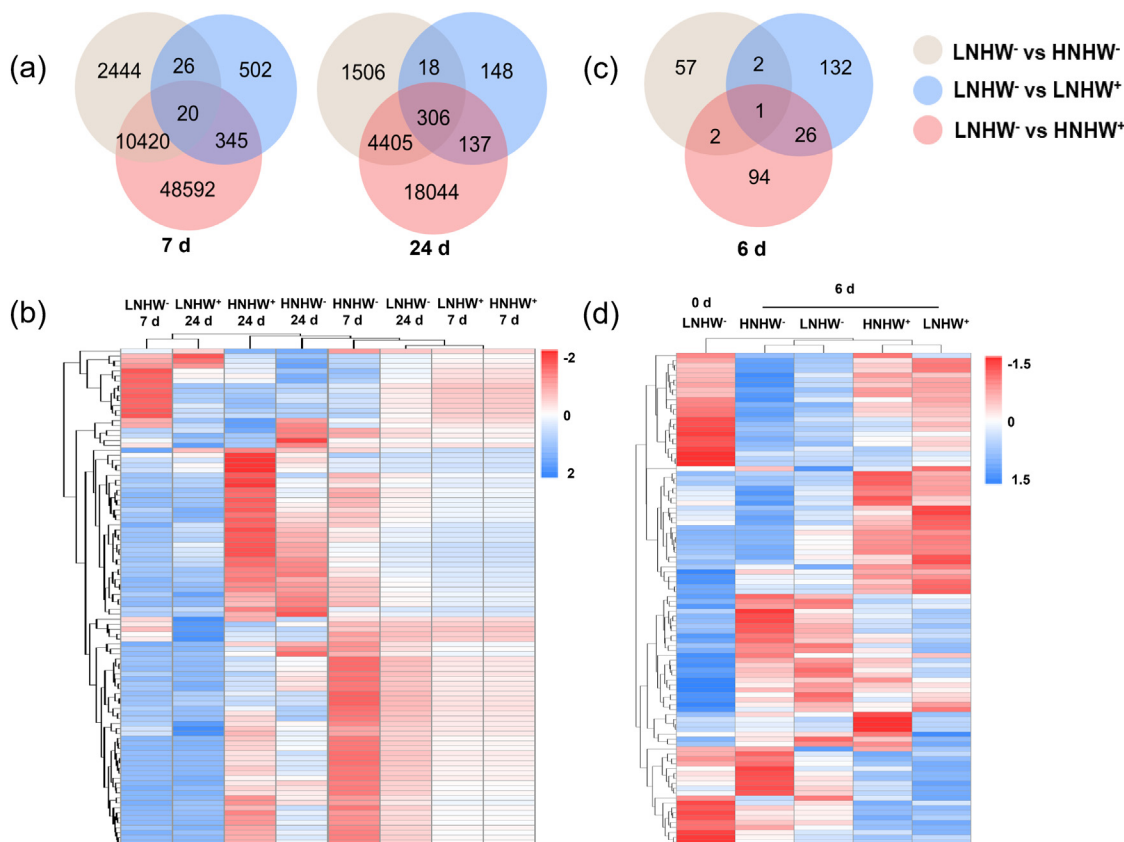 (a)
2444
26
502
20
10420
345
48592
7 d
1506
18
148
306
4405
137
18044
24 d
(c)
57
2
132
1
2
26
94
6 d
LNHW⁻ vs HNHW⁻
LNHW⁻ vs LNHW⁺
LNHW⁻ vs HNHW⁺
(b)
LNHW⁻ LNHW⁺ HNHW⁺ HNHW⁻ HNHW⁻ LNHW⁻ LNHW⁺ HNHW⁺
7 d 24 d 24 d 24 d 7 d 24 d 7 d 7 d
-2
0
2
(d)
0 d 6 d
LNHW⁻ HNHW⁻ LNHW⁻ HNHW⁺ LNHW⁺
-1.5
0
1.5